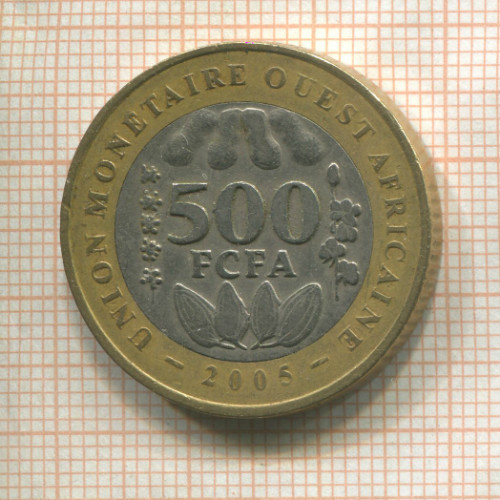 UNION MONETAIRE OUEST AFRICAINE
500
FCFA
– 2005 –